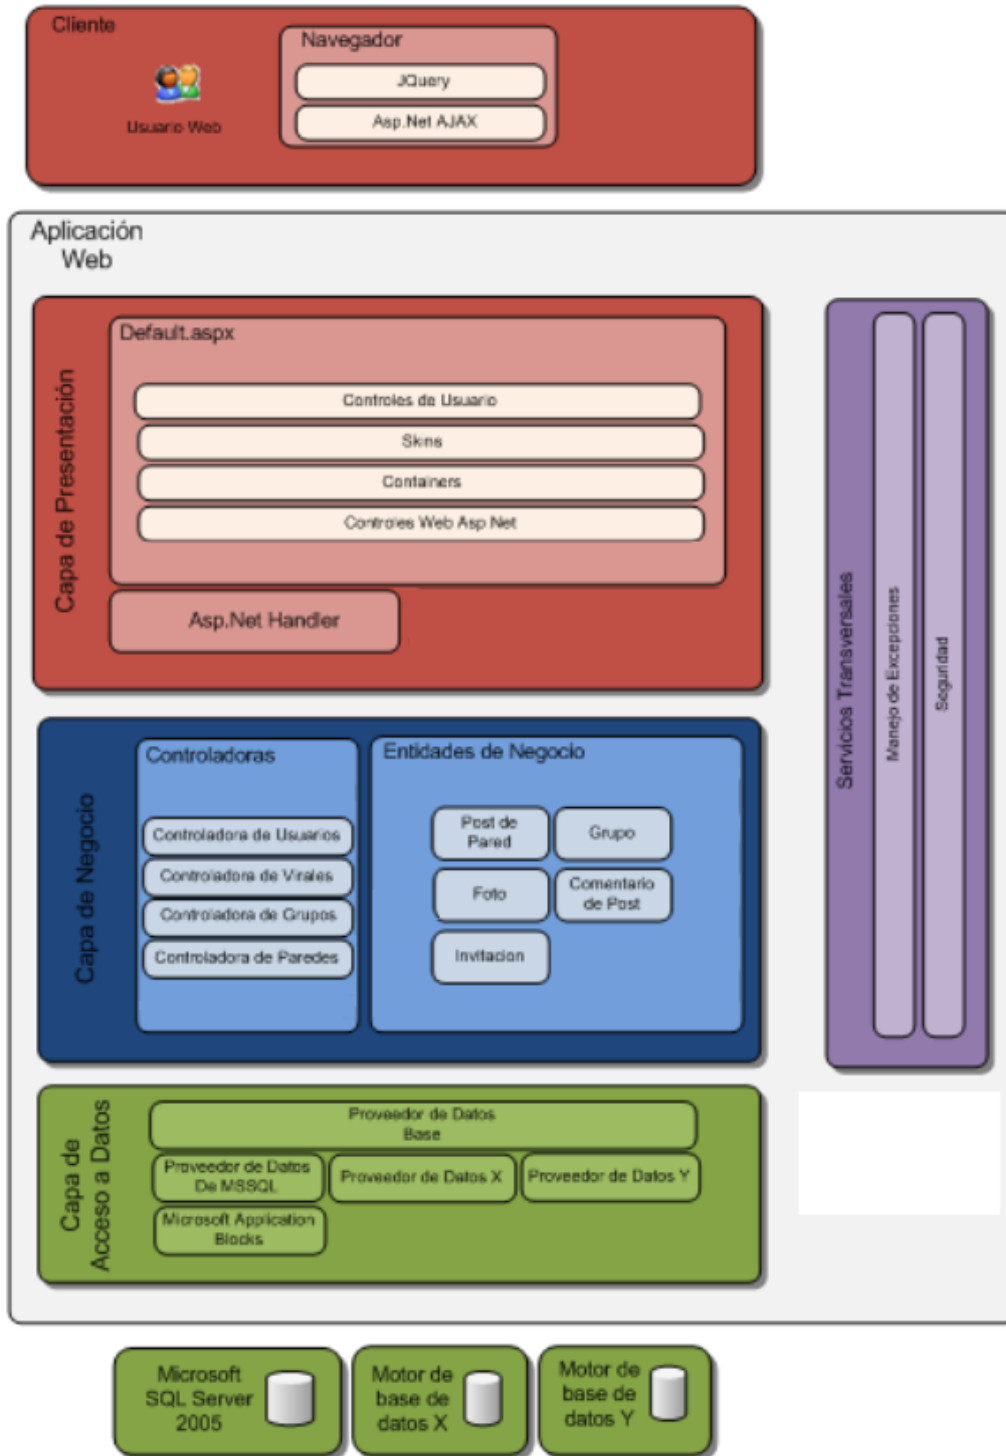 Cliente
Usuario Web
Navegador
JQuery
Asp.Net AJAX
Aplicación
Web
Capa de Presentación
Default.aspx
Controles de Usuario
Skins
Containers
Controles Web Asp Net
Asp.Net Handler
Capa de Negocio
Controladoras
Controladora de Usuarios
Controladora de Virales
Controladora de Grupos
Controladora de Paredes
Entidades de Negocio
Post de
Pared
Grupo
Foto
Comentario
de Post
Invitacion
Servicios Transversales
Manejo de Excepciones
Seguridad
Capa de
Acceso a Datos
Proveedor de Datos
Base
Proveedor de Datos
De MSSQL
Proveedor de Datos X
Proveedor de Datos Y
Microsoft Application
Blocks
Microsoft
SQL Server
2005
Motor de
base de
datos X
Motor de
base de
datos Y